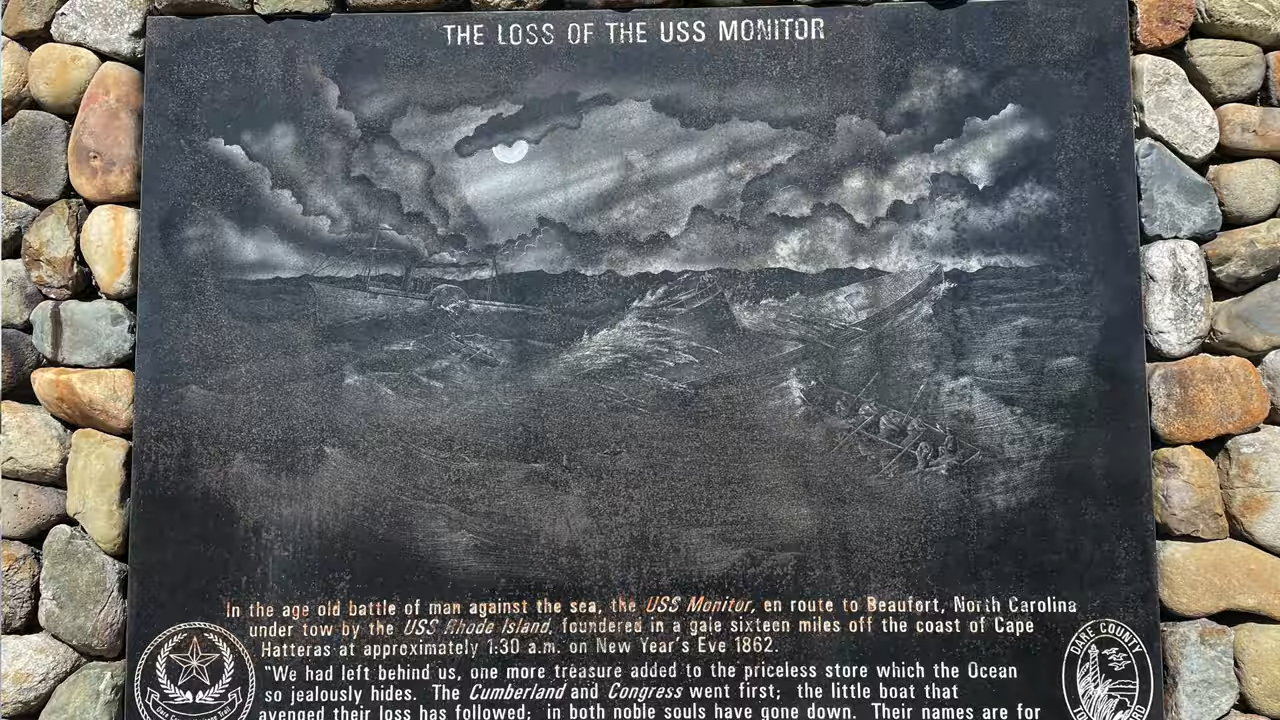 THE LOSS OF THE USS MONITOR
In the age old battle of man against the sea, the USS Monitor, en route to Beaufort, North Carolina
under tow by the USS Rhode Island, foundered in a gale sixteen miles off the coast of Cape
Hatteras at approximately 1:30 a.m. on New Year's Eve 1862.
"We had left behind us, one more treasure added to the priceless store which the Ocean
so jealously hides. The Cumberland and Congress went first; the little boat that
avenged their loss has followed; in both noble souls have gone down. Their names are for
DARE COUNTY